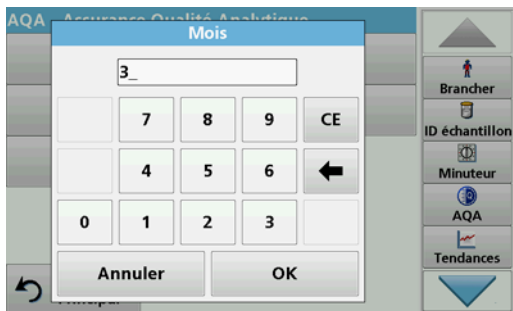 AQA - Assurance Qualité Analytique
Mois
3_
7 8 9 CE
4 5 6
0 1 2 3
Annuler OK
Principal
Brancher
ID échantillon
Minuteur
AQA
Tendances